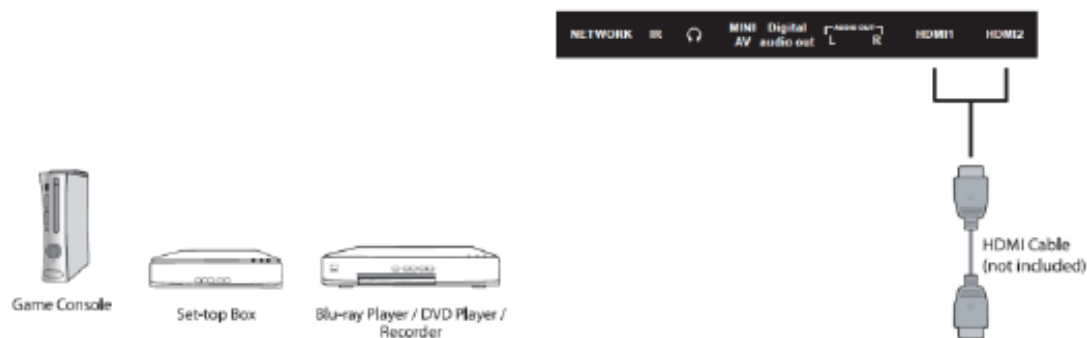 NETWORK IR MINI AV Digital audio out AUDIO OUT L R HDMI1 HDMI2
HDMI Cable
(not included)
Game Console
Set-top Box
Blu-ray Player / DVD Player /
Recorder